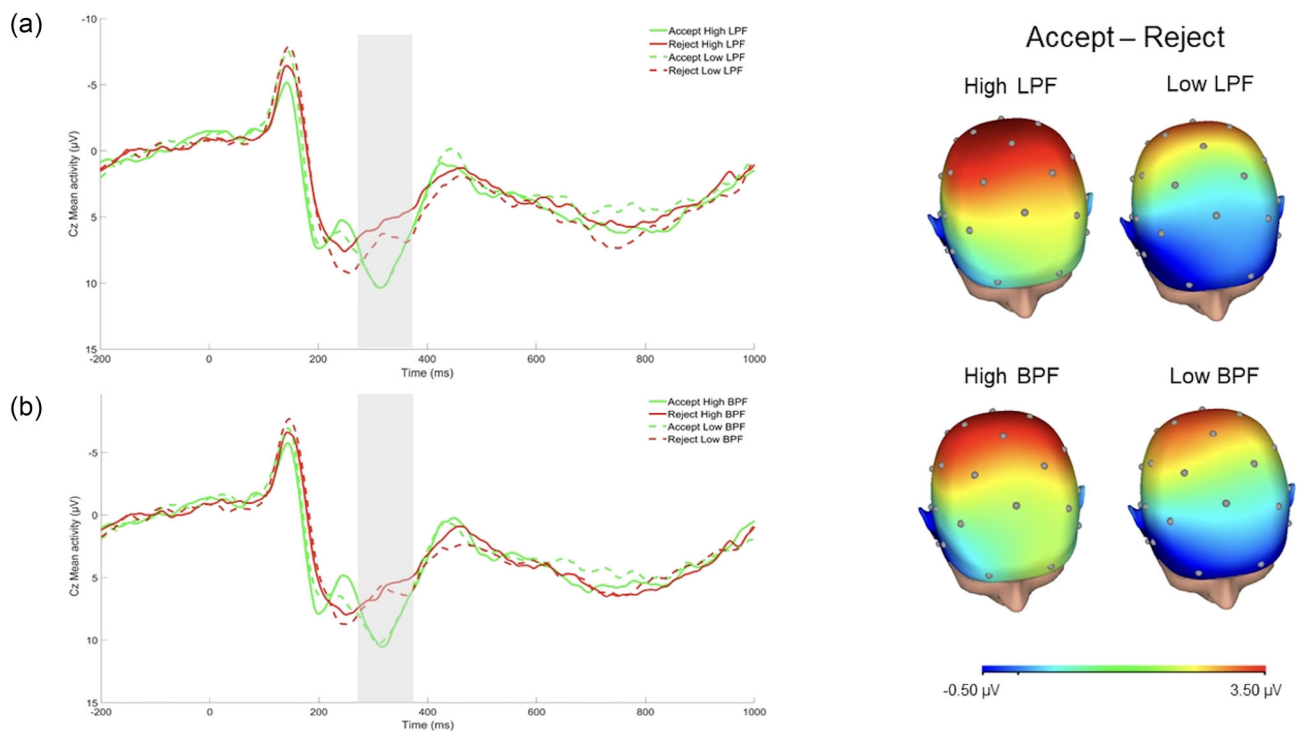 (a)
-10
-5
0
5
10
15
Cz Mean activity (µV)
-200
0
200
400
600
800
1000
Time (ms)
Accept High LPF
Reject High LPF
Accept Low LPF
Reject Low LPF
(b)
-5
0
5
10
15
Cz Mean activity (µV)
-200
0
200
400
600
800
1000
Time (ms)
Accept High BPF
Reject High BPF
Accept Low BPF
Reject Low BPF
Accept – Reject
High LPF
Low LPF
High BPF
Low BPF
-0.50 µV
3.50 µV